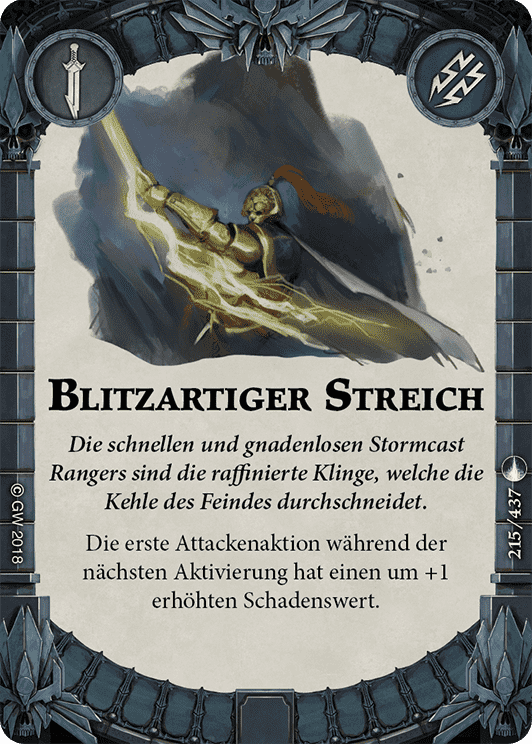 Blitzartiger Streich
Die schnellen und gnadenlosen Stormcast
Rangers sind die raffinierte Klinge, welche die
Kehle des Feindes durchschneidet.
Die erste Attackenaktion während der
nächsten Aktivierung hat einen um +1
erhöhten Schadenswert.
© GW 2018
215/437